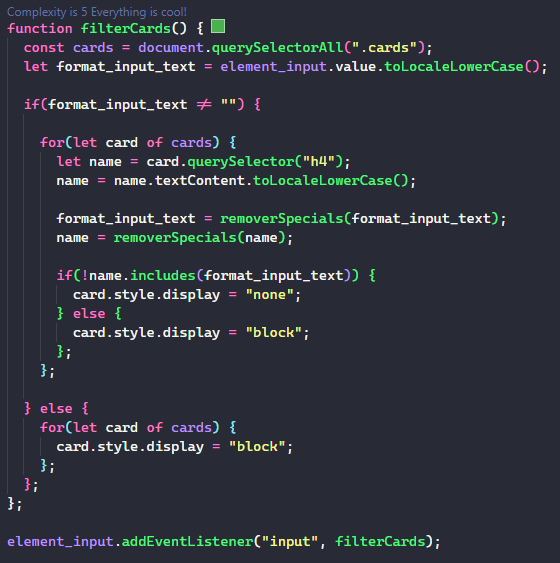 Complexity is 5 Everything is cool!
function filterCards() {
const cards = document.querySelectorAll(".cards");
let format_input_text = element_input.value.toLocaleLowerCase();
if(format_input_text ≠ "") {
for(let card of cards) {
let name = card.querySelector("h4");
name = name.textContent.toLocaleLowerCase();
format_input_text = removerSpecials(format_input_text);
name = removerSpecials(name);
if(!name.includes(format_input_text)) {
card.style.display = "none";
} else {
card.style.display = "block";
};
};
} else {
for(let card of cards) {
card.style.display = "block";
};
};
};
element_input.addEventListener("input", filterCards);